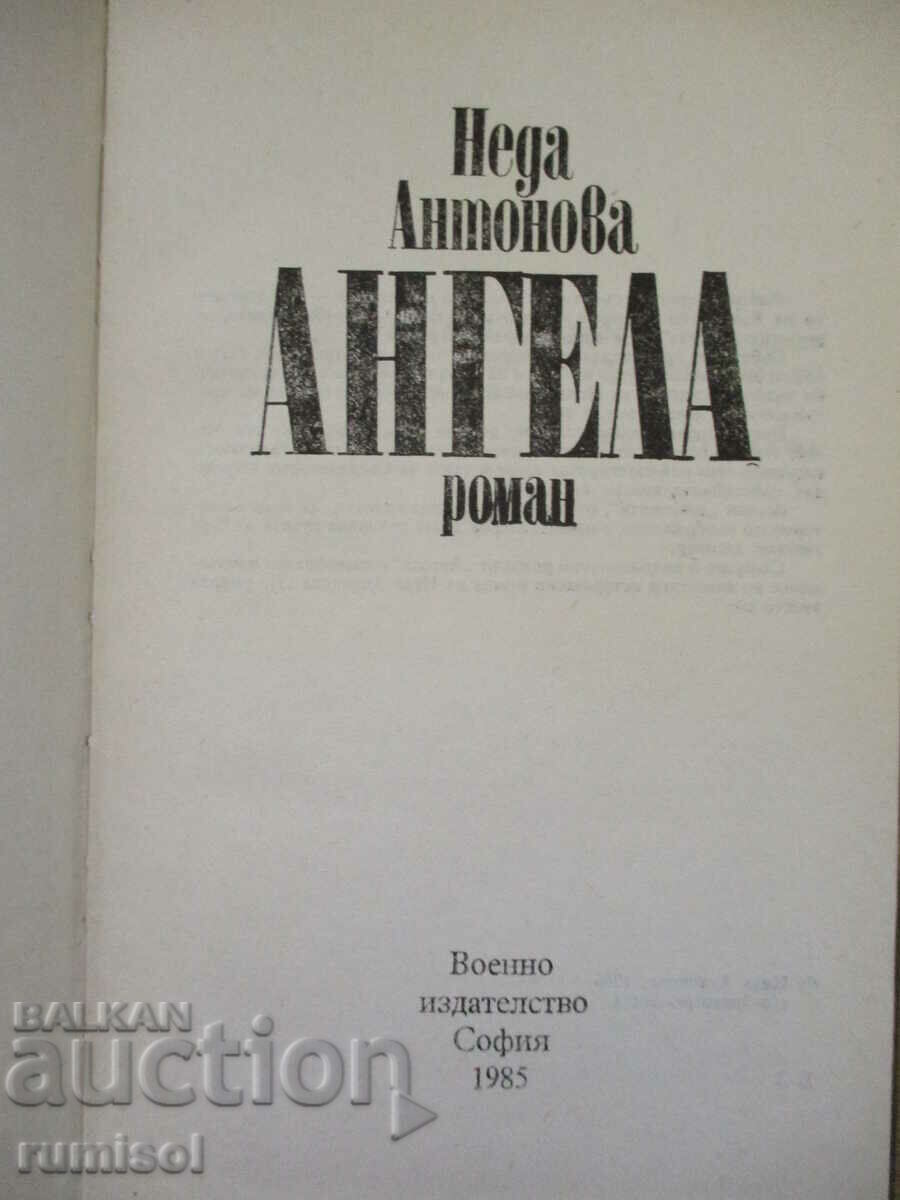 Неда
Антонова
АНГЕЛА
роман
Военно
издателство
София
1985
BALKAN
auction
rumisol